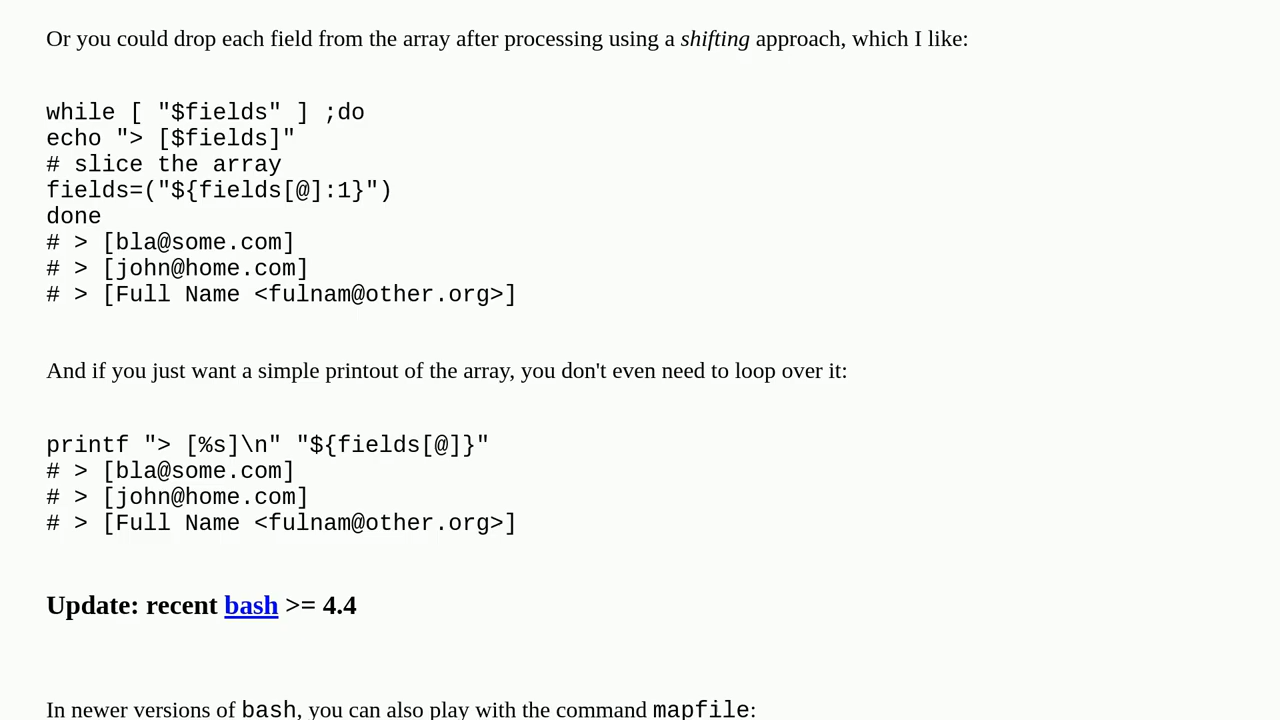 Or you could drop each field from the array after processing using a shifting approach, which I like:
while [ "$fields" ] ;do
echo "> [$fields]"
# slice the array
fields=("${fields[@]:1}")
done
# > [bla@some.com]
# > [john@home.com]
# > [Full Name <fulnam@other.org>]
And if you just want a simple printout of the array, you don't even need to loop over it:
printf "> [%s]\n" "${fields[@]}"
# > [bla@some.com]
# > [john@home.com]
# > [Full Name <fulnam@other.org>]
Update: recent bash >= 4.4
In newer versions of bash, you can also play with the command mapfile: